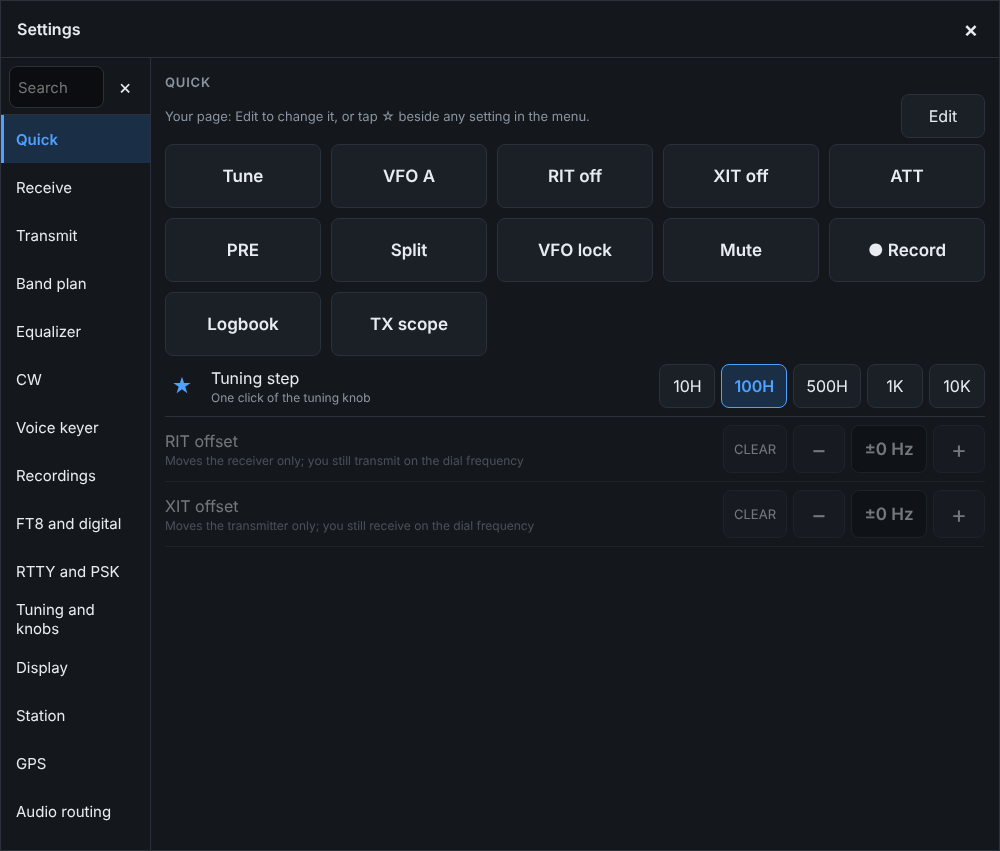 Settings
×
Search
×
Quick
Receive
Transmit
Band plan
Equalizer
CW
Voice keyer
Recordings
FT8 and digital
RTTY and PSK
Tuning and
knobs
Display
Station
GPS
Audio routing
QUICK
Your page: Edit to change it, or tap ☆ beside any setting in the menu.
Edit
Tune
VFO A
RIT off
XIT off
ATT
PRE
Split
VFO lock
Mute
● Record
Logbook
TX scope
★
Tuning step
One click of the tuning knob
10H
100H
500H
1K
10K
RIT offset
Moves the receiver only; you still transmit on the dial frequency
CLEAR
−
±0 Hz
+
XIT offset
Moves the transmitter only; you still receive on the dial frequency
CLEAR
−
±0 Hz
+